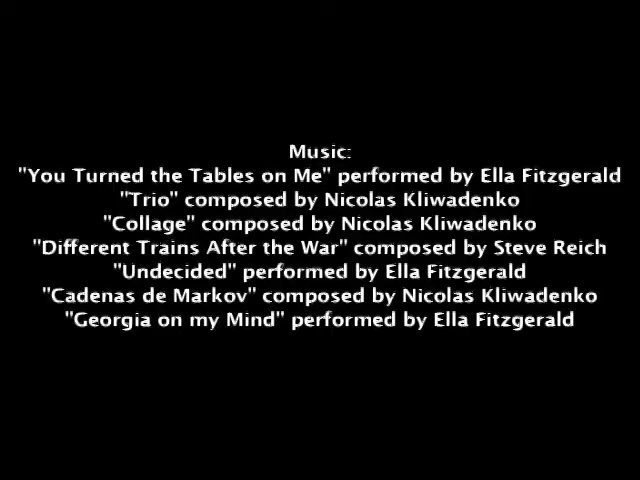 Music:
"You Turned the Tables on Me" performed by Ella Fitzgerald
"Trio" composed by Nicolas Kliwadenko
"Collage" composed by Nicolas Kliwadenko
"Different Trains After the War" composed by Steve Reich
"Undecided" performed by Ella Fitzgerald
"Cadenas de Markov" composed by Nicolas Kliwadenko
"Georgia on my Mind" performed by Ella Fitzgerald